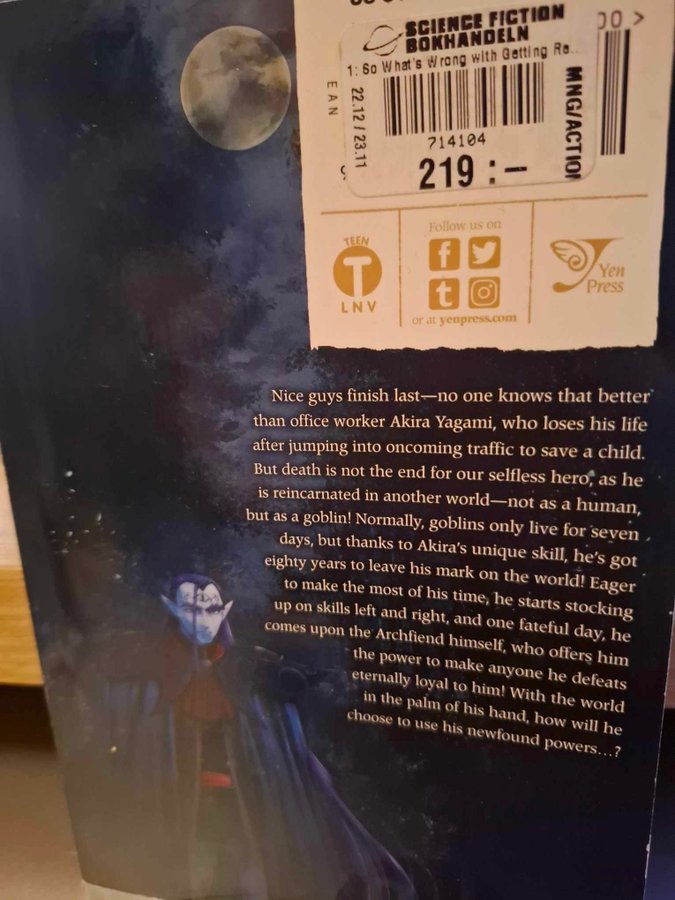 SCIENCE FICTION
BOKHANDELN
00 >
1: So What's Wrong with Getting Re..
EAN
22.12 / 23.11
MNG/ACTION
714104
219 :-
TEEN
T
LNV
Follow us on
f
t
or at yenpress.com
Yen
Press
Nice guys finish last—no one knows that better
than office worker Akira Yagami, who loses his life
after jumping into oncoming traffic to save a child.
But death is not the end for our selfless hero, as he
is reincarnated in another world—not as a human,
but as a goblin! Normally, goblins only live for seven
days, but thanks to Akira's unique skill, he's got
eighty years to leave his mark on the world! Eager
to make the most of his time, he starts stocking
up on skills left and right, and one fateful day, he
comes upon the Archfiend himself, who offers him
the power to make anyone he defeats
eternally loyal to him! With the world
in the palm of his hand, how will he
choose to use his newfound powers...?